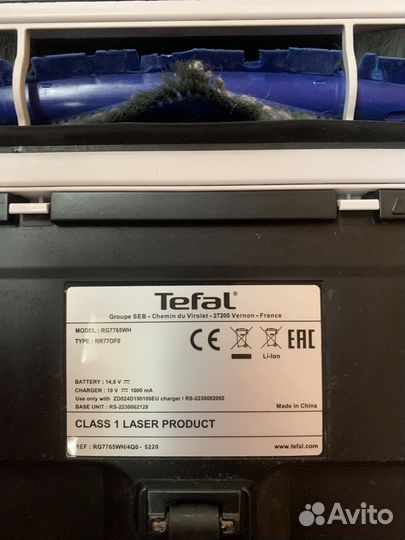 Tefal
Groupe SEB - Chemin du Virolet - 27200 Vernon - France
MODEL : RG7765WH
TYPE : RR77OF0
CE
EAC
Li-Ion
BATTERY : 14,8 V
CHARGER : 19 V 1000 mA
Use only with ZD024D190100EU charger / RS-2230002092
BASE UNIT : RS-2230002128
Made in China
CLASS 1 LASER PRODUCT
REF : RG7765WH/4Q0 - 5220
www.tefal.com
Avito